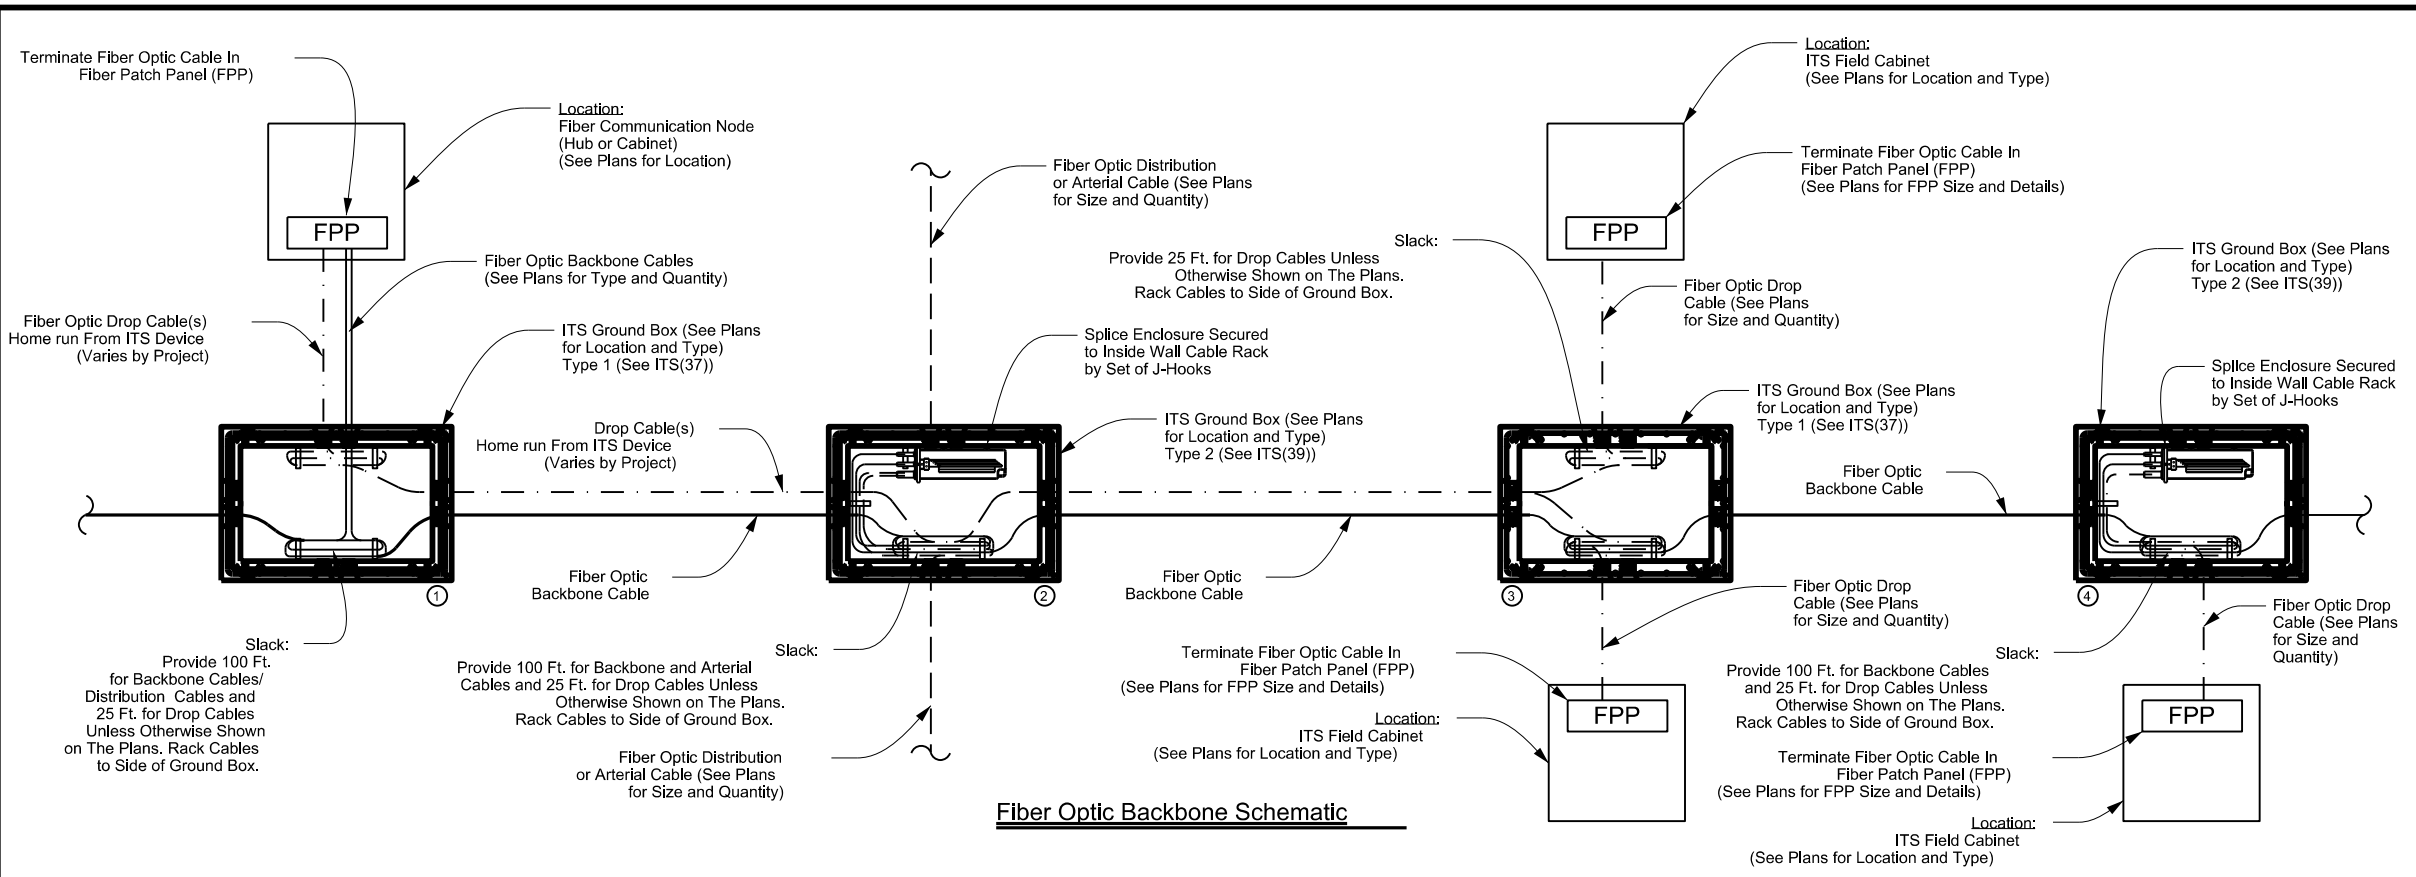 Terminate Fiber Optic Cable In
Fiber Patch Panel (FPP)
Location:
Fiber Communication Node
(Hub or Cabinet)
(See Plans for Location)
FPP
Fiber Optic Backbone Cables
(See Plans for Type and Quantity)
Fiber Optic Drop Cable(s)
Home run From ITS Device
(Varies by Project)
ITS Ground Box (See Plans
for Location and Type)
Type 1 (See ITS(37))
1
Slack:
Provide 100 Ft.
for Backbone Cables/
Distribution Cables and
25 Ft. for Drop Cables
Unless Otherwise Shown
on The Plans. Rack Cables
to Side of Ground Box.
Drop Cable(s)
Home run From ITS Device
(Varies by Project)
Fiber Optic
Backbone Cable
Fiber Optic Distribution
or Arterial Cable (See Plans
for Size and Quantity)
Splice Enclosure Secured
to Inside Wall Cable Rack
by Set of J-Hooks
ITS Ground Box (See Plans
for Location and Type)
Type 2 (See ITS(39))
2
Slack:
Provide 100 Ft. for Backbone and Arterial
Cables and 25 Ft. for Drop Cables Unless
Otherwise Shown on The Plans.
Rack Cables to Side of Ground Box.
Fiber Optic Distribution
or Arterial Cable (See Plans
for Size and Quantity)
Fiber Optic
Backbone Cable
Location:
ITS Field Cabinet
(See Plans for Location and Type)
Terminate Fiber Optic Cable In
Fiber Patch Panel (FPP)
(See Plans for FPP Size and Details)
FPP
Slack:
Provide 25 Ft. for Drop Cables Unless
Otherwise Shown on The Plans.
Rack Cables to Side of Ground Box.
Fiber Optic Drop
Cable (See Plans
for Size and Quantity)
ITS Ground Box (See Plans
for Location and Type)
Type 1 (See ITS(37))
3
Fiber Optic Drop
Cable (See Plans
for Size and Quantity)
Terminate Fiber Optic Cable In
Fiber Patch Panel (FPP)
(See Plans for FPP Size and Details)
FPP
Location:
ITS Field Cabinet
(See Plans for Location and Type)
Fiber Optic
Backbone Cable
ITS Ground Box (See Plans
for Location and Type)
Type 2 (See ITS(39))
Splice Enclosure Secured
to Inside Wall Cable Rack
by Set of J-Hooks
4
Fiber Optic Drop
Cable (See Plans
for Size and
Quantity)
Slack:
Provide 100 Ft. for Backbone Cables
and 25 Ft. for Drop Cables Unless
Otherwise Shown on The Plans.
Rack Cables to Side of Ground Box.
FPP
Terminate Fiber Optic Cable In
Fiber Patch Panel (FPP)
(See Plans for FPP Size and Details)
Location:
ITS Field Cabinet
(See Plans for Location and Type)
Fiber Optic Backbone Schematic